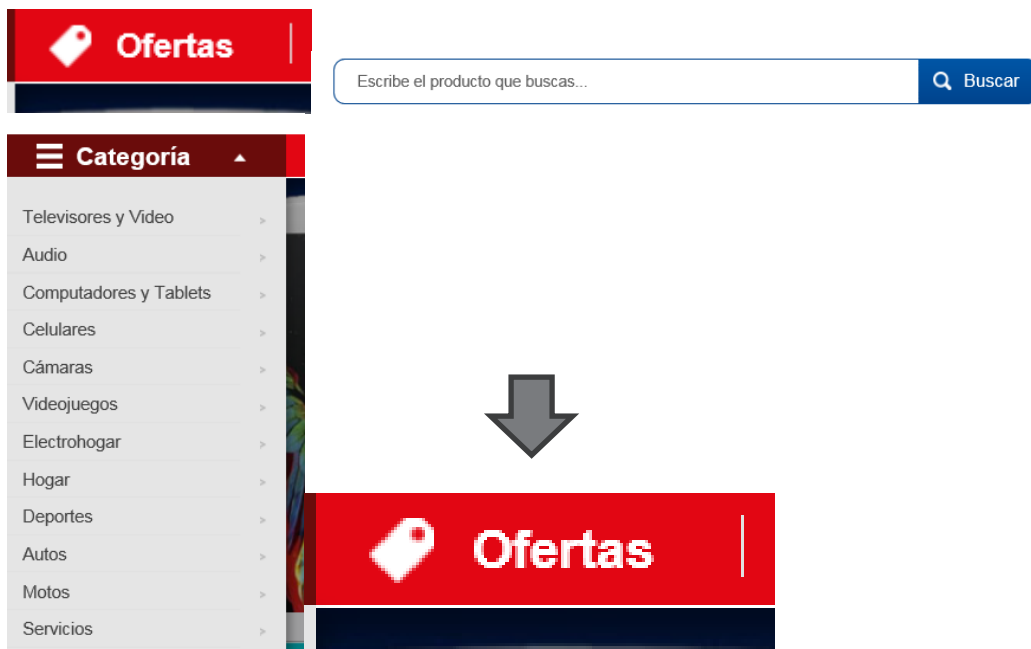 Ofertas
Escribe el producto que buscas...
Buscar
Categoría
Televisores y Video
Audio
Computadores y Tablets
Celulares
Cámaras
Videojuegos
Electrohogar
Hogar
Deportes
Autos
Motos
Servicios
Ofertas